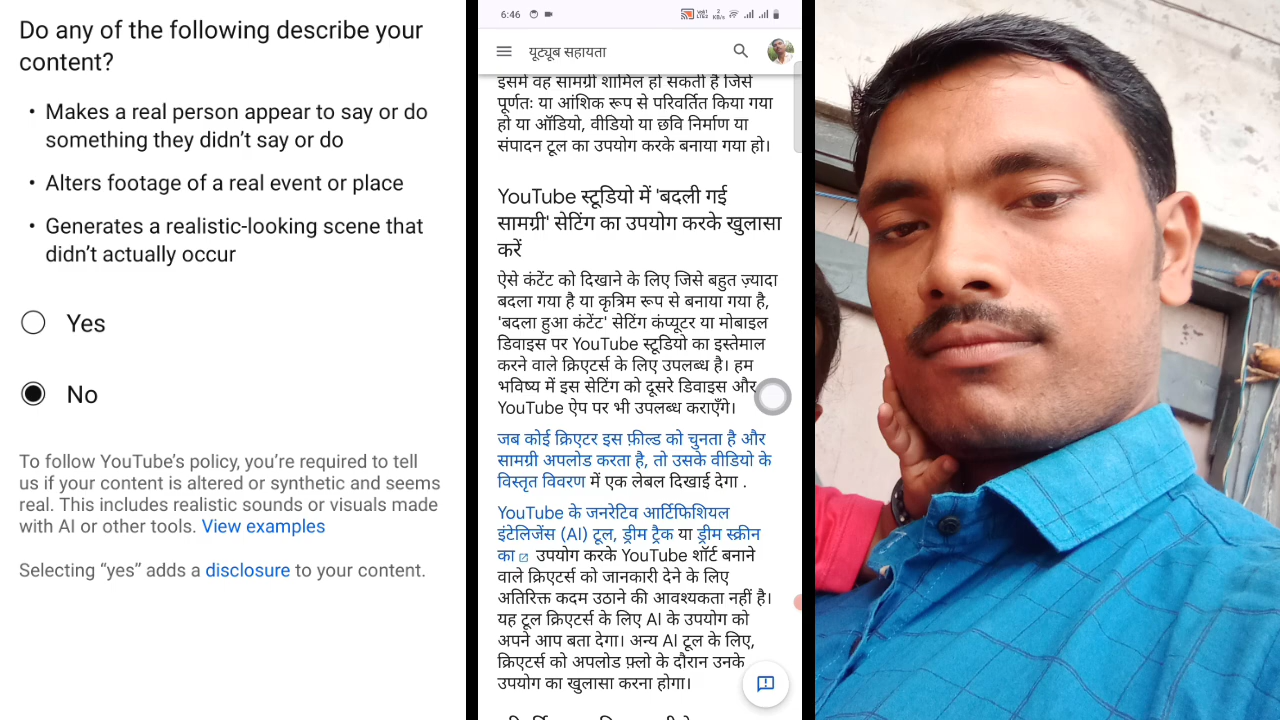 Do any of the following describe your
content?
• Makes a real person appear to say or do
something they didn't say or do
• Alters footage of a real event or place
• Generates a realistic-looking scene that
didn't actually occur
Yes
No
To follow YouTube's policy, you're required to tell
us if your content is altered or synthetic and seems
real. This includes realistic sounds or visuals made
with AI or other tools. View examples
Selecting “yes” adds a disclosure to your content.
6:46
2
KB/s
यूट्यूब सहायता
इसमें वह सामग्री शामिल हो सकती है जिसे
पूर्णतः या आंशिक रूप से परिवर्तित किया गया
हो या ऑडियो, वीडियो या छवि निर्माण या
संपादन टूल का उपयोग करके बनाया गया हो।
YouTube स्टूडियो में 'बदली गई
सामग्री' सेटिंग का उपयोग करके खुलासा
करें
ऐसे कंटेंट को दिखाने के लिए जिसे बहुत ज़्यादा
बदला गया है या कृत्रिम रूप से बनाया गया है,
'बदला हुआ कंटेंट' सेटिंग कंप्यूटर या मोबाइल
डिवाइस पर YouTube स्टूडियो का इस्तेमाल
करने वाले क्रिएटर्स के लिए उपलब्ध है। हम
भविष्य में इस सेटिंग को दूसरे डिवाइस और
YouTube ऐप पर भी उपलब्ध कराएँगे।
जब कोई क्रिएटर इस फ़ील्ड को चुनता है और
सामग्री अपलोड करता है, तो उसके वीडियो के
विस्तृत विवरण में एक लेबल दिखाई देगा .
YouTube के जनरेटिव आर्टिफिशियल
इंटेलिजेंस (AI) टूल, ड्रीम ट्रैक या ड्रीम स्क्रीन
का उपयोग करके YouTube शॉर्ट बनाने
वाले क्रिएटर्स को जानकारी देने के लिए
अतिरिक्त कदम उठाने की आवश्यकता नहीं है।
यह टूल क्रिएटर्स के लिए AI के उपयोग को
अपने आप बता देगा। अन्य AI टूल के लिए,
क्रिएटर्स को अपलोड फ़्लो के दौरान उनके
उपयोग का खुलासा करना होगा।